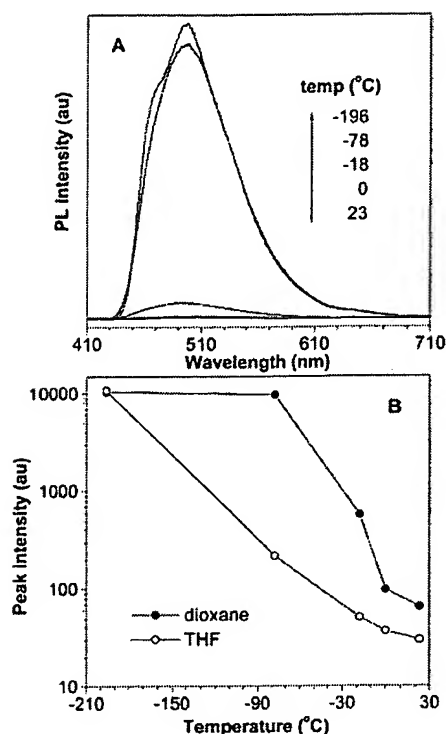 A
PL Intensity (au)
temp (°C)
-196
-78
-18
0
23
410 510 610 710
Wavelength (nm)
B
Peak Intensity (au)
10000
1000
100
10
dioxane
THF
-210 -150 -90 -30 30
Temperature (°C)